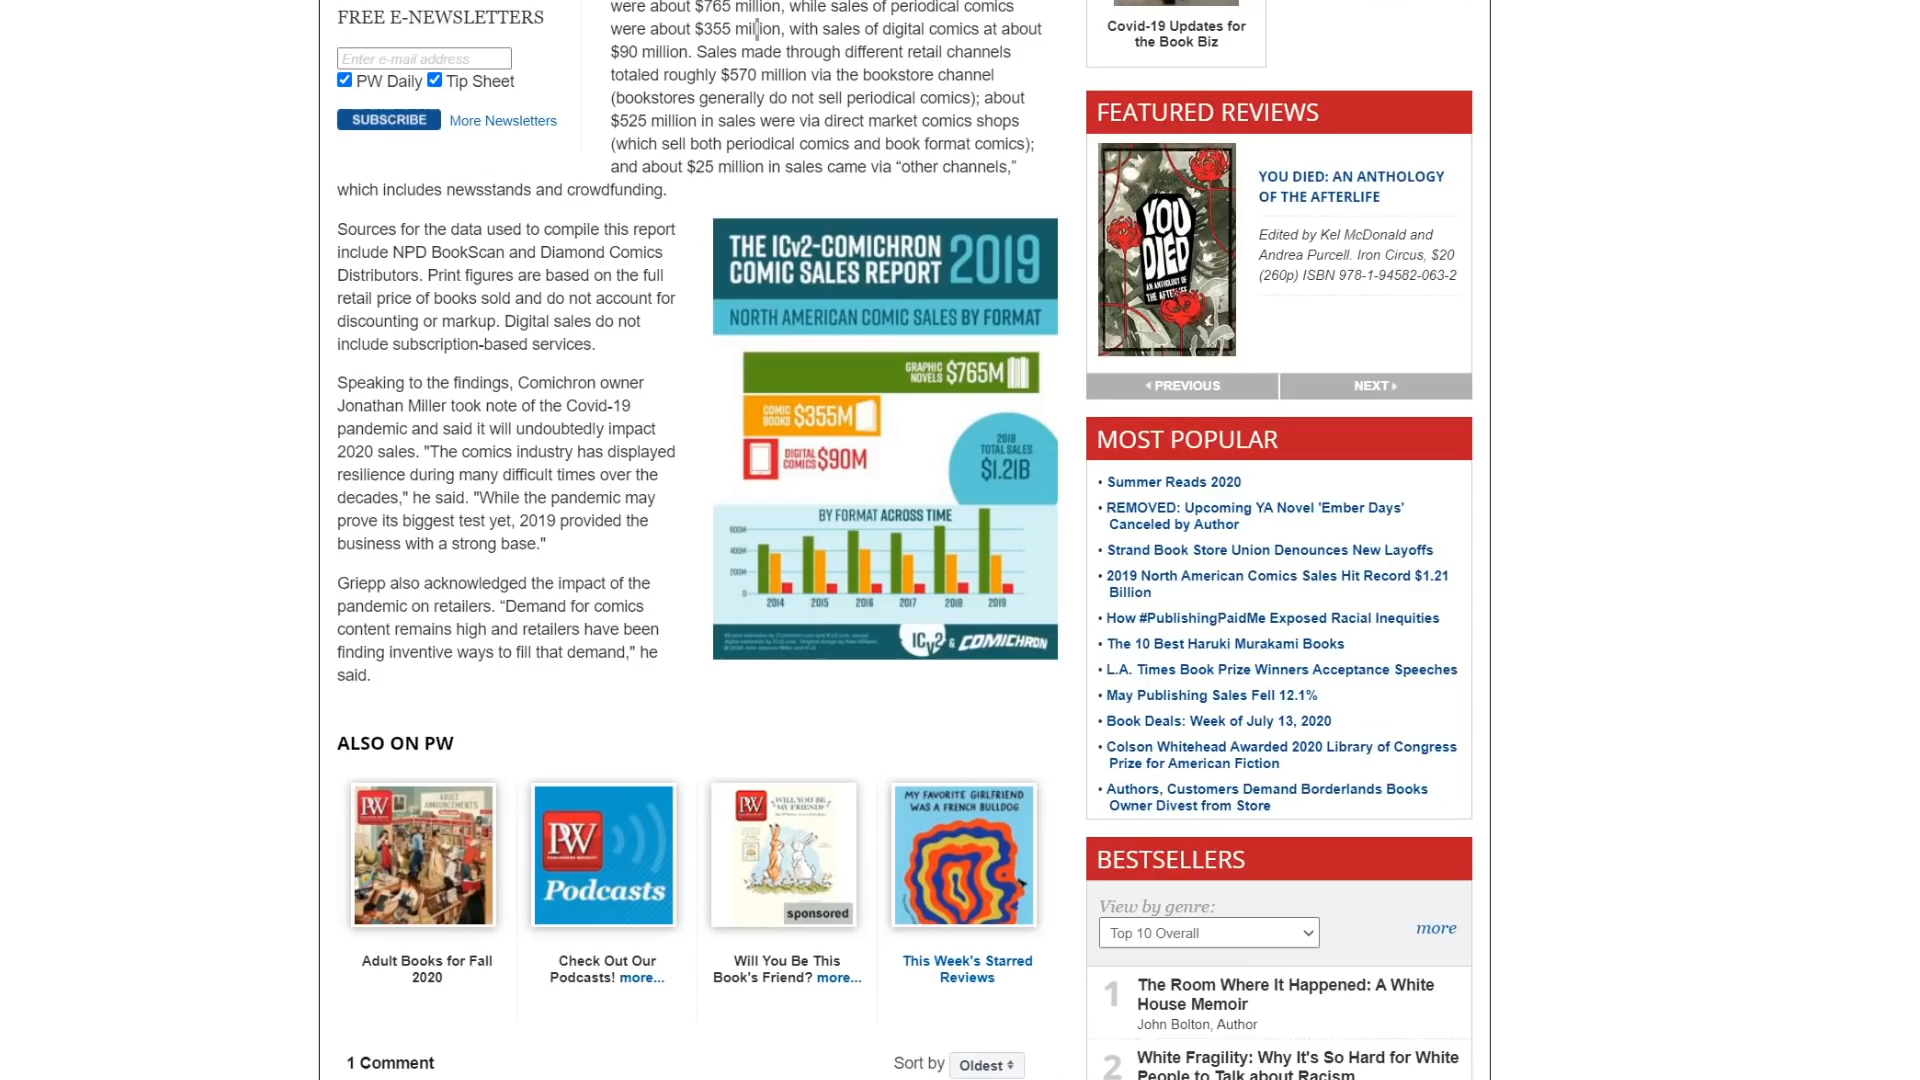 FREE E-NEWSLETTERS
Enter e-mail address
PW Daily Tip Sheet
SUBSCRIBE More Newsletters
were about $765 million, while sales of periodical comics
were about $355 million, with sales of digital comics at about
$90 million. Sales made through different retail channels
totaled roughly $570 million via the bookstore channel
(bookstores generally do not sell periodical comics); about
$525 million in sales were via direct market comics shops
(which sell both periodical comics and book format comics);
and about $25 million in sales came via “other channels,”
which includes newsstands and crowdfunding.
Sources for the data used to compile this report
include NPD BookScan and Diamond Comics
Distributors. Print figures are based on the full
retail price of books sold and do not account for
discounting or markup. Digital sales do not
include subscription-based services.
Speaking to the findings, Comichron owner
Jonathan Miller took note of the Covid-19
pandemic and said it will undoubtedly impact
2020 sales. "The comics industry has displayed
resilience during many difficult times over the
decades," he said. "While the pandemic may
prove its biggest test yet, 2019 provided the
business with a strong base."
Griepp also acknowledged the impact of the
pandemic on retailers. “Demand for comics
content remains high and retailers have been
finding inventive ways to fill that demand," he
said.
THE ICv2-COMICHRON
COMIC SALES REPORT 2019
NORTH AMERICAN COMIC SALES BY FORMAT
GRAPHIC
NOVELS $765M
COMIC
BOOKS $355M
DIGITAL
COMICS $90M
TOTAL SALES
$1.21B
BY FORMAT ACROSS TIME
600M
400M
200M
0
2014 2015 2016 2017 2018 2019
ICv2 & COMICHRON
ALSO ON PW
PW ADULT
ANNOUNCEMENTS
Adult Books for Fall
2020
PW
Podcasts
Check Out Our
Podcasts! more...
PW WILL YOU BE
MY FRIEND?
sponsored
Will You Be This
Book's Friend? more...
MY FAVORITE GIRLFRIEND
WAS A FRENCH BULLDOG
This Week's Starred
Reviews
1 Comment
Sort by Oldest
Covid-19 Updates for
the Book Biz
FEATURED REVIEWS
YOU
DIED
AN ANTHOLOGY
OF THE AFTERLIFE
YOU DIED: AN ANTHOLOGY
OF THE AFTERLIFE
Edited by Kel McDonald and
Andrea Purcell. Iron Circus, $20
(260p) ISBN 978-1-94582-063-2
PREVIOUS NEXT
MOST POPULAR
• Summer Reads 2020
• REMOVED: Upcoming YA Novel 'Ember Days'
Canceled by Author
• Strand Book Store Union Denounces New Layoffs
• 2019 North American Comics Sales Hit Record $1.21
Billion
• How #PublishingPaidMe Exposed Racial Inequities
• The 10 Best Haruki Murakami Books
• L.A. Times Book Prize Winners Acceptance Speeches
• May Publishing Sales Fell 12.1%
• Book Deals: Week of July 13, 2020
• Colson Whitehead Awarded 2020 Library of Congress
Prize for American Fiction
• Authors, Customers Demand Borderlands Books
Owner Divest from Store
BESTSELLERS
View by genre:
Top 10 Overall
more
1 The Room Where It Happened: A White
House Memoir
John Bolton, Author
2 White Fragility: Why It's So Hard for White
People to Talk about Racism